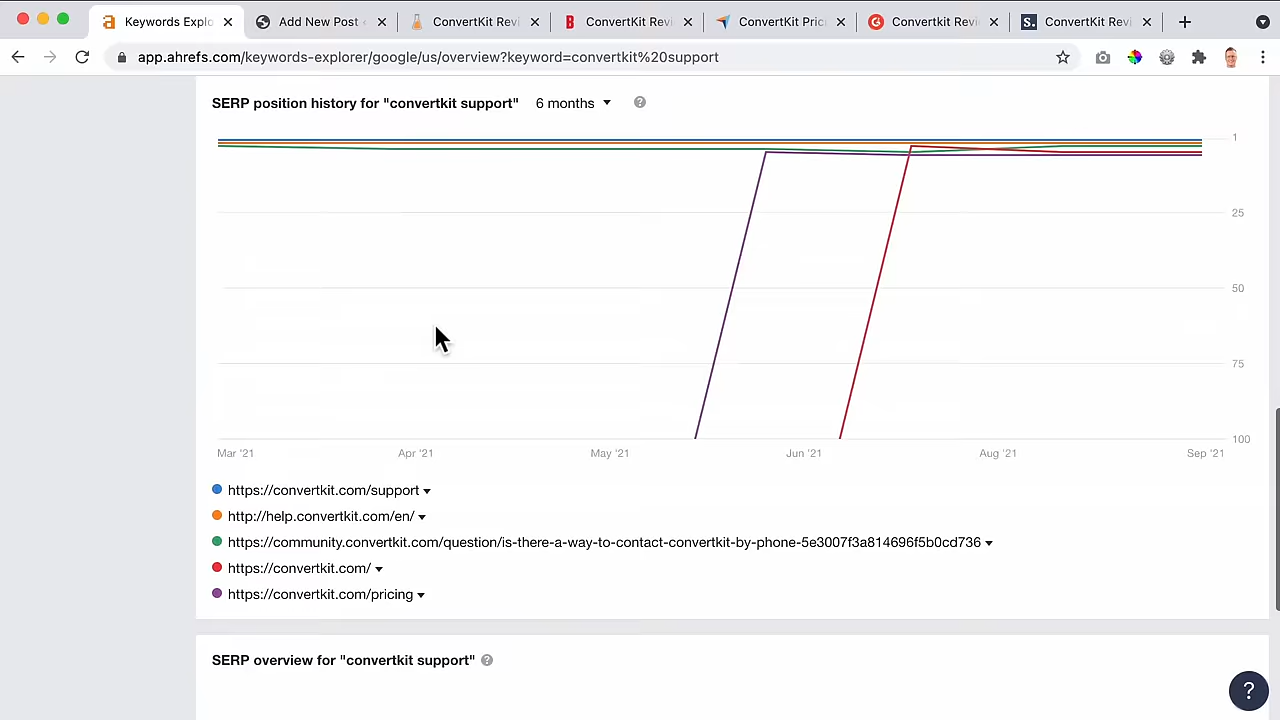 Keywords Explo
Add New Post
ConvertKit Revi
ConvertKit Revi
ConvertKit Prici
ConvertKit Revi
ConvertKit Revi
app.ahrefs.com/keywords-explorer/google/us/overview?keyword=convertkit%20support
SERP position history for "convertkit support" 6 months ?
1
25
50
75
100
Mar '21 Apr '21 May '21 Jun '21 Aug '21 Sep '21
https://convertkit.com/support
http://help.convertkit.com/en/
https://community.convertkit.com/question/is-there-a-way-to-contact-convertkit-by-phone-5e3007f3a814696f5b0cd736
https://convertkit.com/
https://convertkit.com/pricing
SERP overview for "convertkit support" ?
?